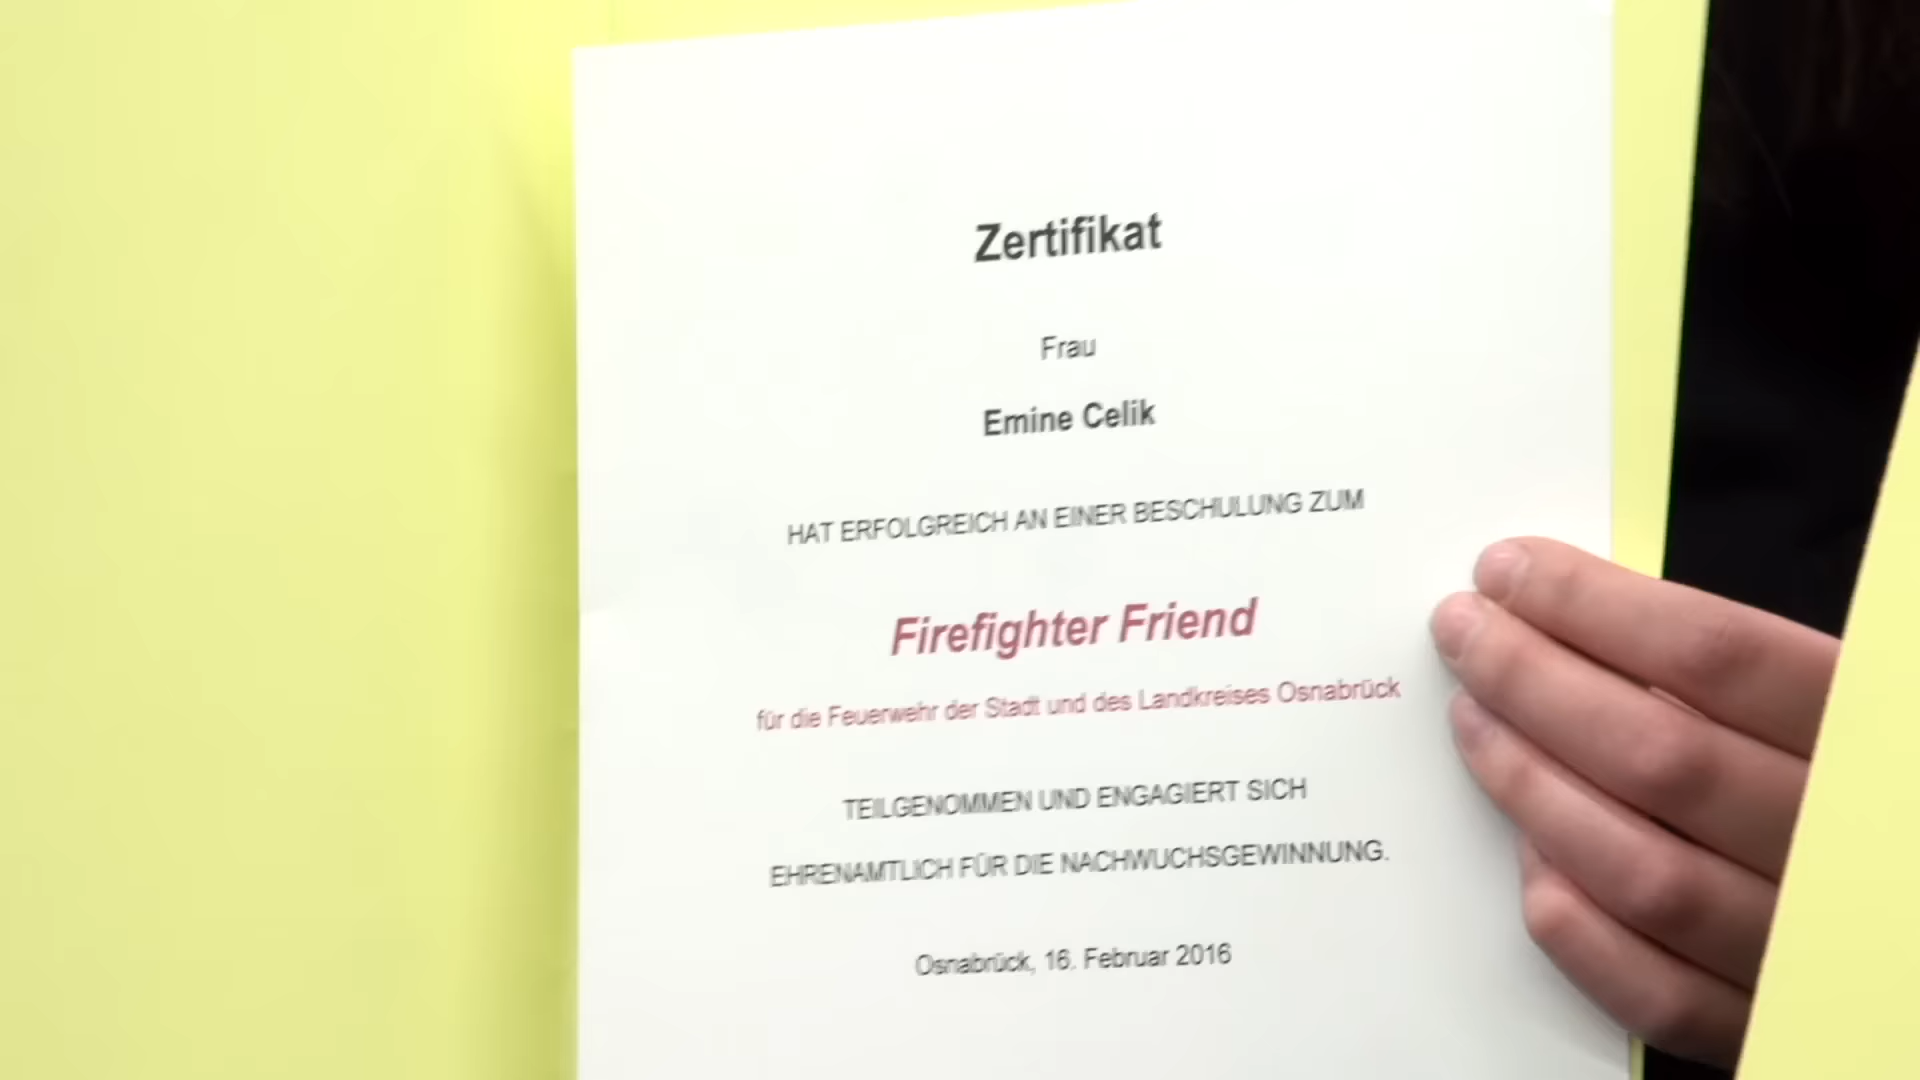 Zertifikat
Frau
Emine Celik
HAT ERFOLGREICH AN EINER BESCHULUNG ZUM
Firefighter Friend
für die Feuerwehr der Stadt und des Landkreises Osnabrück
TEILGENOMMEN UND ENGAGIERT SICH
EHRENAMTLICH FÜR DIE NACHWUCHSGEWINNUNG.
Osnabrück, 16. Februar 2016